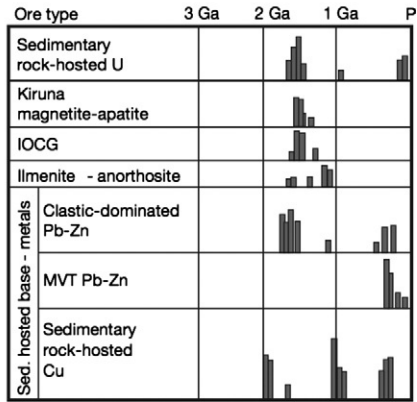 Ore type 3 Ga 2 Ga 1 Ga P
Sedimentary
rock-hosted U
Kiruna
magnetite-apatite
IOCG
Ilmenite - anorthosite
Sed. hosted base - metals
Clastic-dominated
Pb-Zn
MVT Pb-Zn
Sedimentary
rock-hosted
Cu